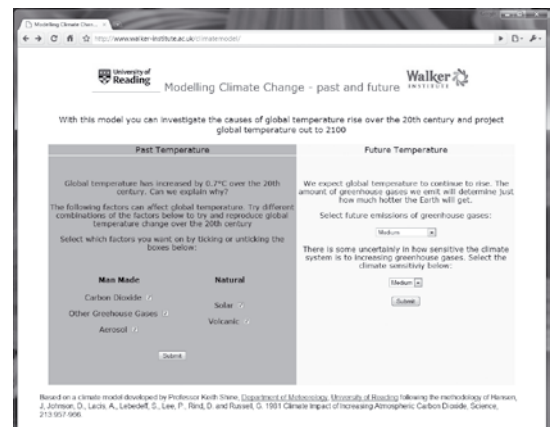 Modelling Climate Chan...
http://www.walker-institute.ac.uk/climatemodel/
University of
Reading
Modelling Climate Change - past and future
Walker
INSTITUTE
With this model you can investigate the causes of global temperature rise over the 20th century and project
global temperature out to 2100
Past Temperature
Global temperature has increased by 0.7°C over the 20th
century. Can we explain why?
The following factors can affect global temperature. Try different
combinations of the factors below to try and reproduce global
temperature change over the 20th century
Select which factors you want on by ticking or unticking the
boxes below:
Man Made
Natural
Carbon Dioxide
Other Greehouse Gases
Aerosol
Solar
Volcanic
Submit
Future Temperature
We expect global temperature to continue to rise. The
amount of greenhouse gases we emit will determine just
how much hotter the Earth will get.
Select future emissions of greenhouse gases:
Medium
There is some uncertainly in how sensitive the climate
system is to increasing greenhouse gases. Select the
climate sensitiviy below:
Medium
Submit
Based on a climate model developed by Professor Keith Shine, Department of Meteorology, University of Reading following the methodology of Hansen,
J, Johnson, D., Lacis, A., Lebedeff, S., Lee, P., Rind, D. and Russell, G. 1981 Climate Impact of Increasing Atmospheric Carbon Dioxide, Science,
213:957-966.